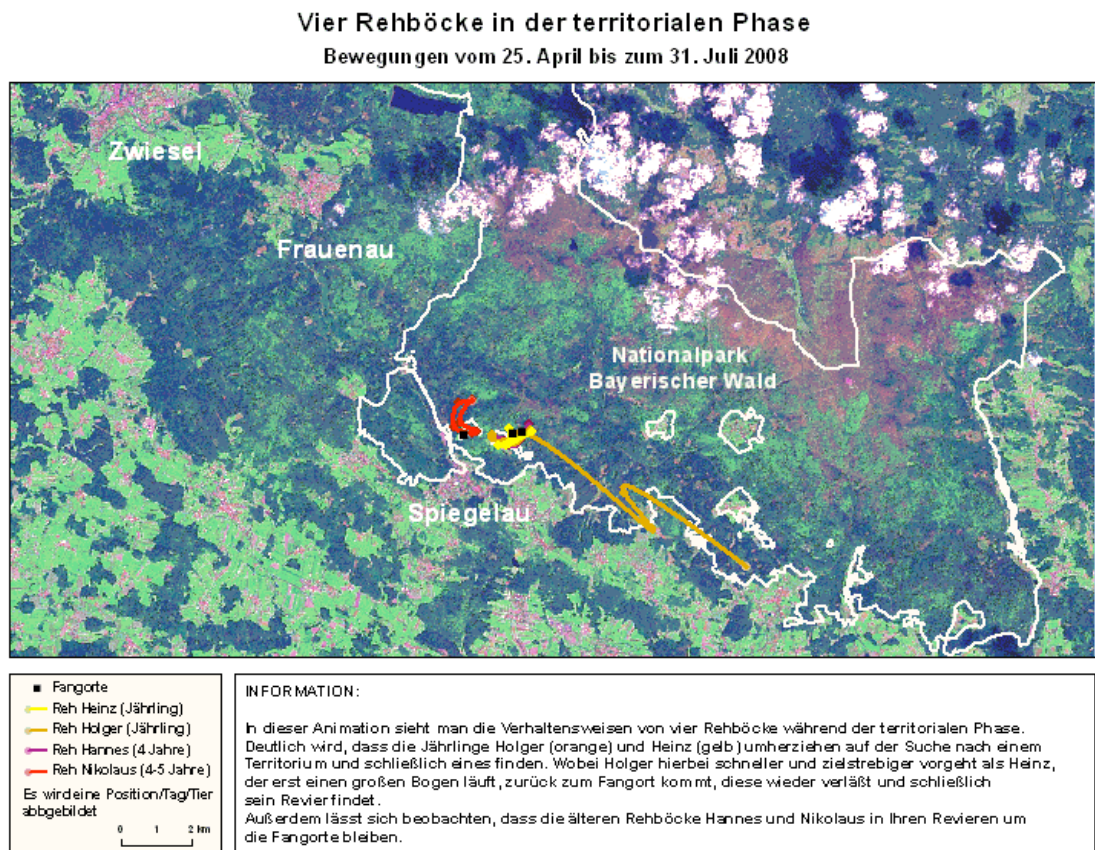 Vier Rehböcke in der territorialen Phase
Bewegungen vom 25. April bis zum 31. Juli 2008
Zwiesel
Frauenau
Nationalpark
Bayerischer Wald
Spiegelau
Fangorte
Reh Heinz (Jährling)
Reh Holger (Jährling)
Reh Hannes (4 Jahre)
Reh Nikolaus (4-5 Jahre)
Es wird eine Position/Tag/Tier
abbgebildet
0 1 2 km
INFORMATION:
In dieser Animation sieht man die Verhaltensweisen von vier Rehböcke während der territorialen Phase.
Deutlich wird, dass die Jährlinge Holger (orange) und Heinz (gelb) umherziehen auf der Suche nach einem
Territorium und schließlich eines finden. Wobei Holger hierbei schneller und zielstrebiger vorgeht als Heinz,
der erst einen großen Bogen läuft, zurück zum Fangort kommt, diese wieder verläßt und schließlich
sein Revier findet.
Außerdem lässt sich beobachten, dass die älteren Rehböcke Hannes und Nikolaus in Ihren Revieren um
die Fangorte bleiben.